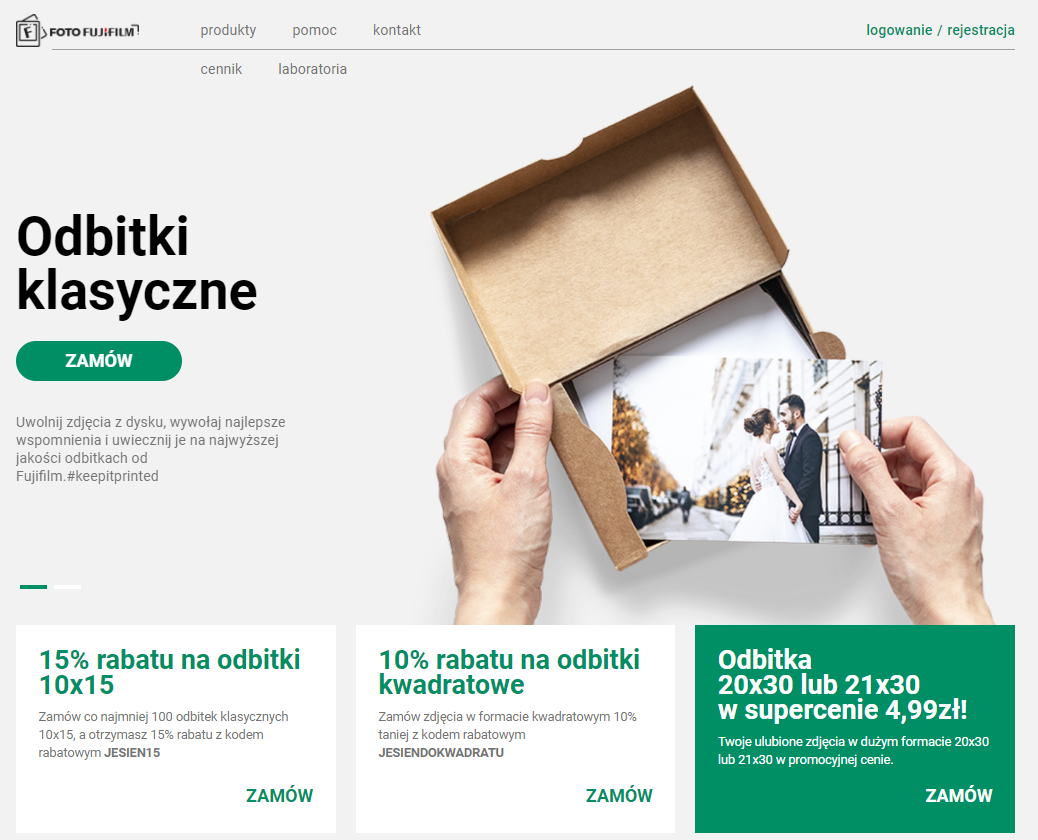 FOTO FUJIFILM
produkty pomoc kontakt
logowanie / rejestracja
cennik laboratoria
Odbitki
klasyczne
ZAMÓW
Uwolnij zdjęcia z dysku, wywołaj najlepsze
wspomnienia i uwiecznij je na najwyższej
jakości odbitkach od
Fujifilm.#keepitprinted
15% rabatu na odbitki
10x15
Zamów co najmniej 100 odbitek klasycznych
10x15, a otrzymasz 15% rabatu z kodem
rabatowym JESIEN15
ZAMÓW
10% rabatu na odbitki
kwadratowe
Zamów zdjęcia w formacie kwadratowym 10%
taniej z kodem rabatowym
JESIENDOKWADRATU
ZAMÓW
Odbitka
20x30 lub 21x30
w supercenie 4,99zł!
Twoje ulubione zdjęcia w dużym formacie 20x30
lub 21x30 w promocyjnej cenie.
ZAMÓW